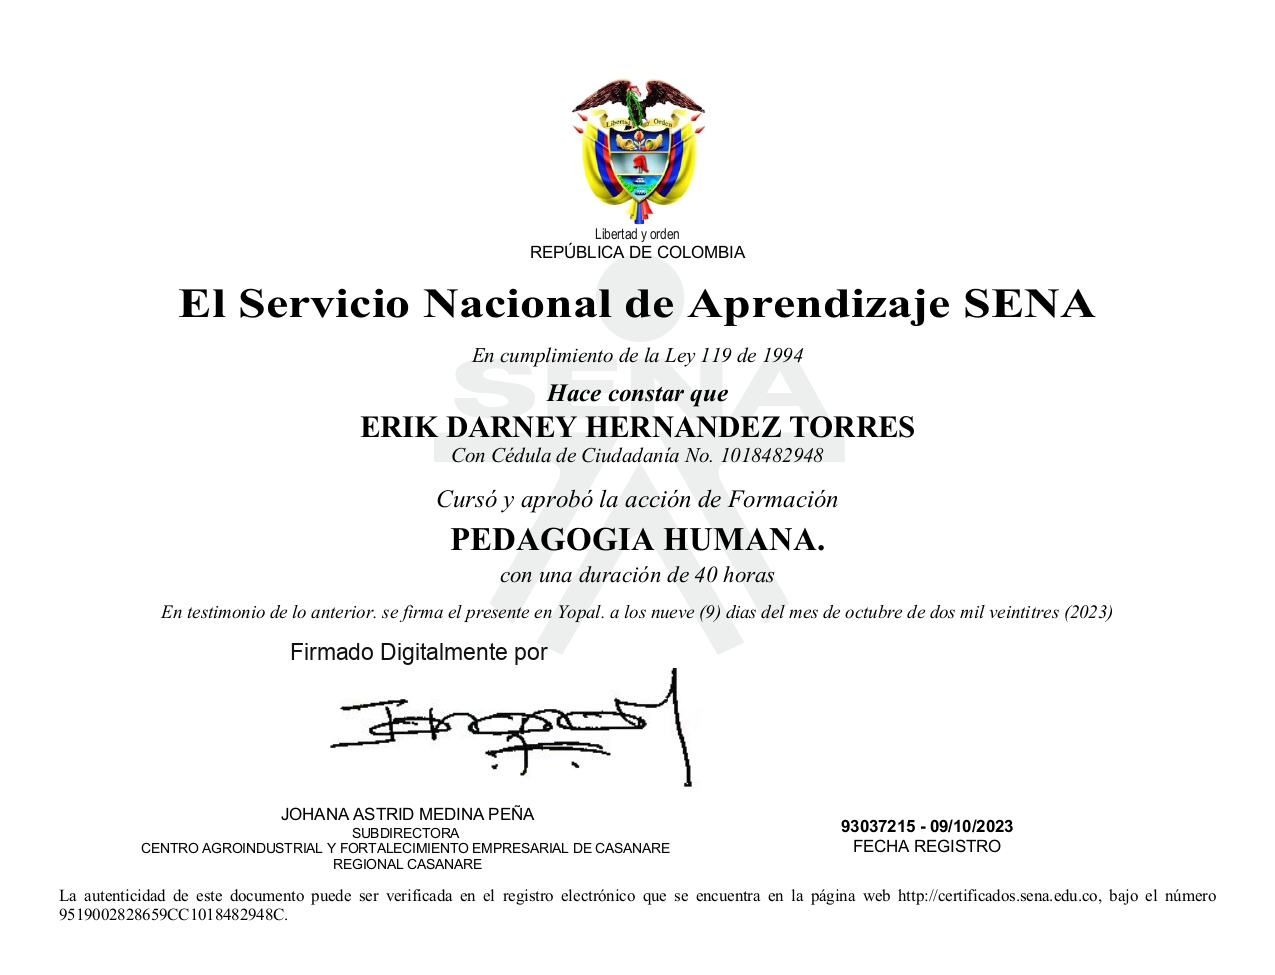 Libertad y Orden
Libertad y orden
REPÚBLICA DE COLOMBIA
El Servicio Nacional de Aprendizaje SENA
En cumplimiento de la Ley 119 de 1994
SENA
Hace constar que
ERIK DARNEY HERNANDEZ TORRES
Con Cédula de Ciudadanía No. 1018482948
Cursó y aprobó la acción de Formación
PEDAGOGIA HUMANA.
con una duración de 40 horas
En testimonio de lo anterior. se firma el presente en Yopal. a los nueve (9) dias del mes de octubre de dos mil veintitres (2023)
Firmado Digitalmente por
JOHANA ASTRID MEDINA PEÑA
SUBDIRECTORA
CENTRO AGROINDUSTRIAL Y FORTALECIMIENTO EMPRESARIAL DE CASANARE
REGIONAL CASANARE
93037215 - 09/10/2023
FECHA REGISTRO
La autenticidad de este documento puede ser verificada en el registro electrónico que se encuentra en la página web http://certificados.sena.edu.co, bajo el número
9519002828659CC1018482948C.